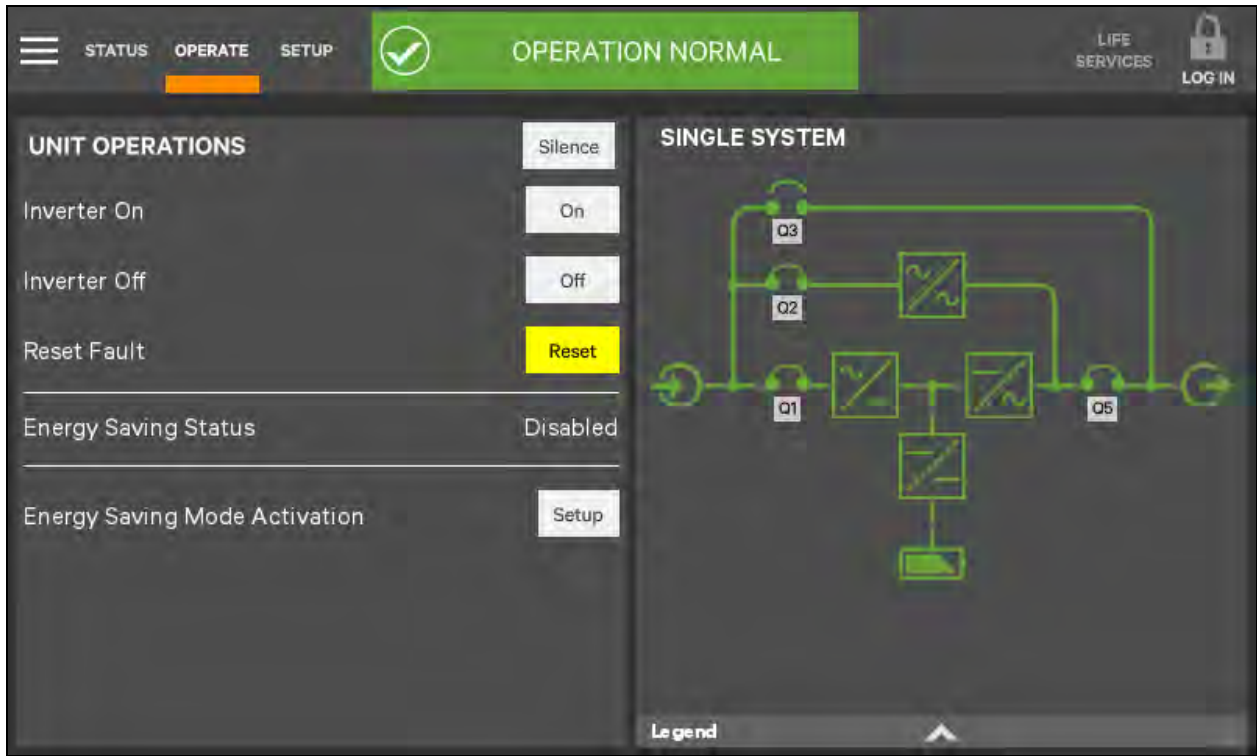 STATUS OPERATE SETUP OPERATION NORMAL LIFE
SERVICES
LOG IN
UNIT OPERATIONS Silence
Inverter On On
Inverter Off Off
Reset Fault Reset
Energy Saving Status Disabled
Energy Saving Mode Activation Setup
SINGLE SYSTEM
Q3
Q2
Q1 Q5
Legend